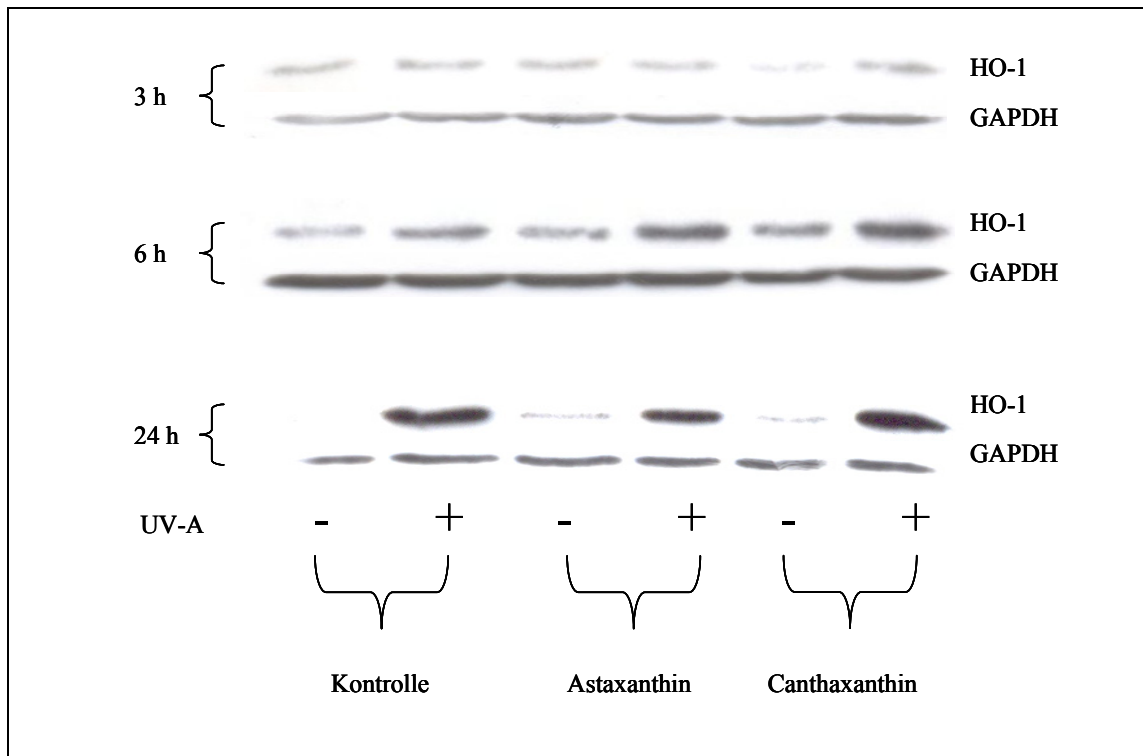 HO-1
3 h
GAPDH
HO-1
6 h
GAPDH
HO-1
24 h
GAPDH
UV-A - + - + - +
Kontrolle Astaxanthin Canthaxanthin